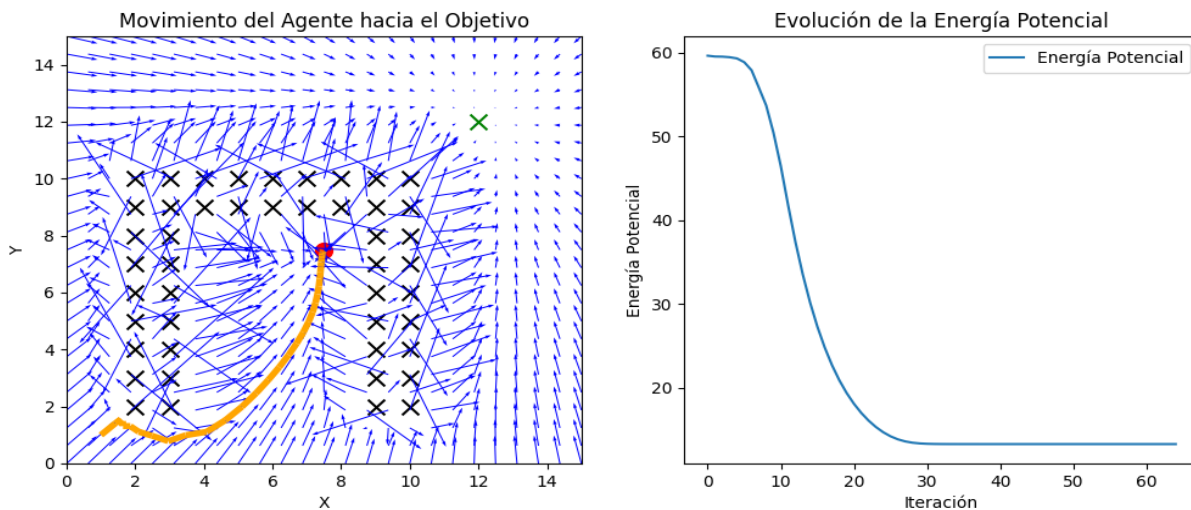 Movimiento del Agente hacia el Objetivo
14
12
10
8
6
4
2
0
Y
0 2 4 6 8 10 12 14
X
Evolución de la Energía Potencial
Energía Potencial
60
50
40
30
20
Energía Potencial
0 10 20 30 40 50 60
Iteración